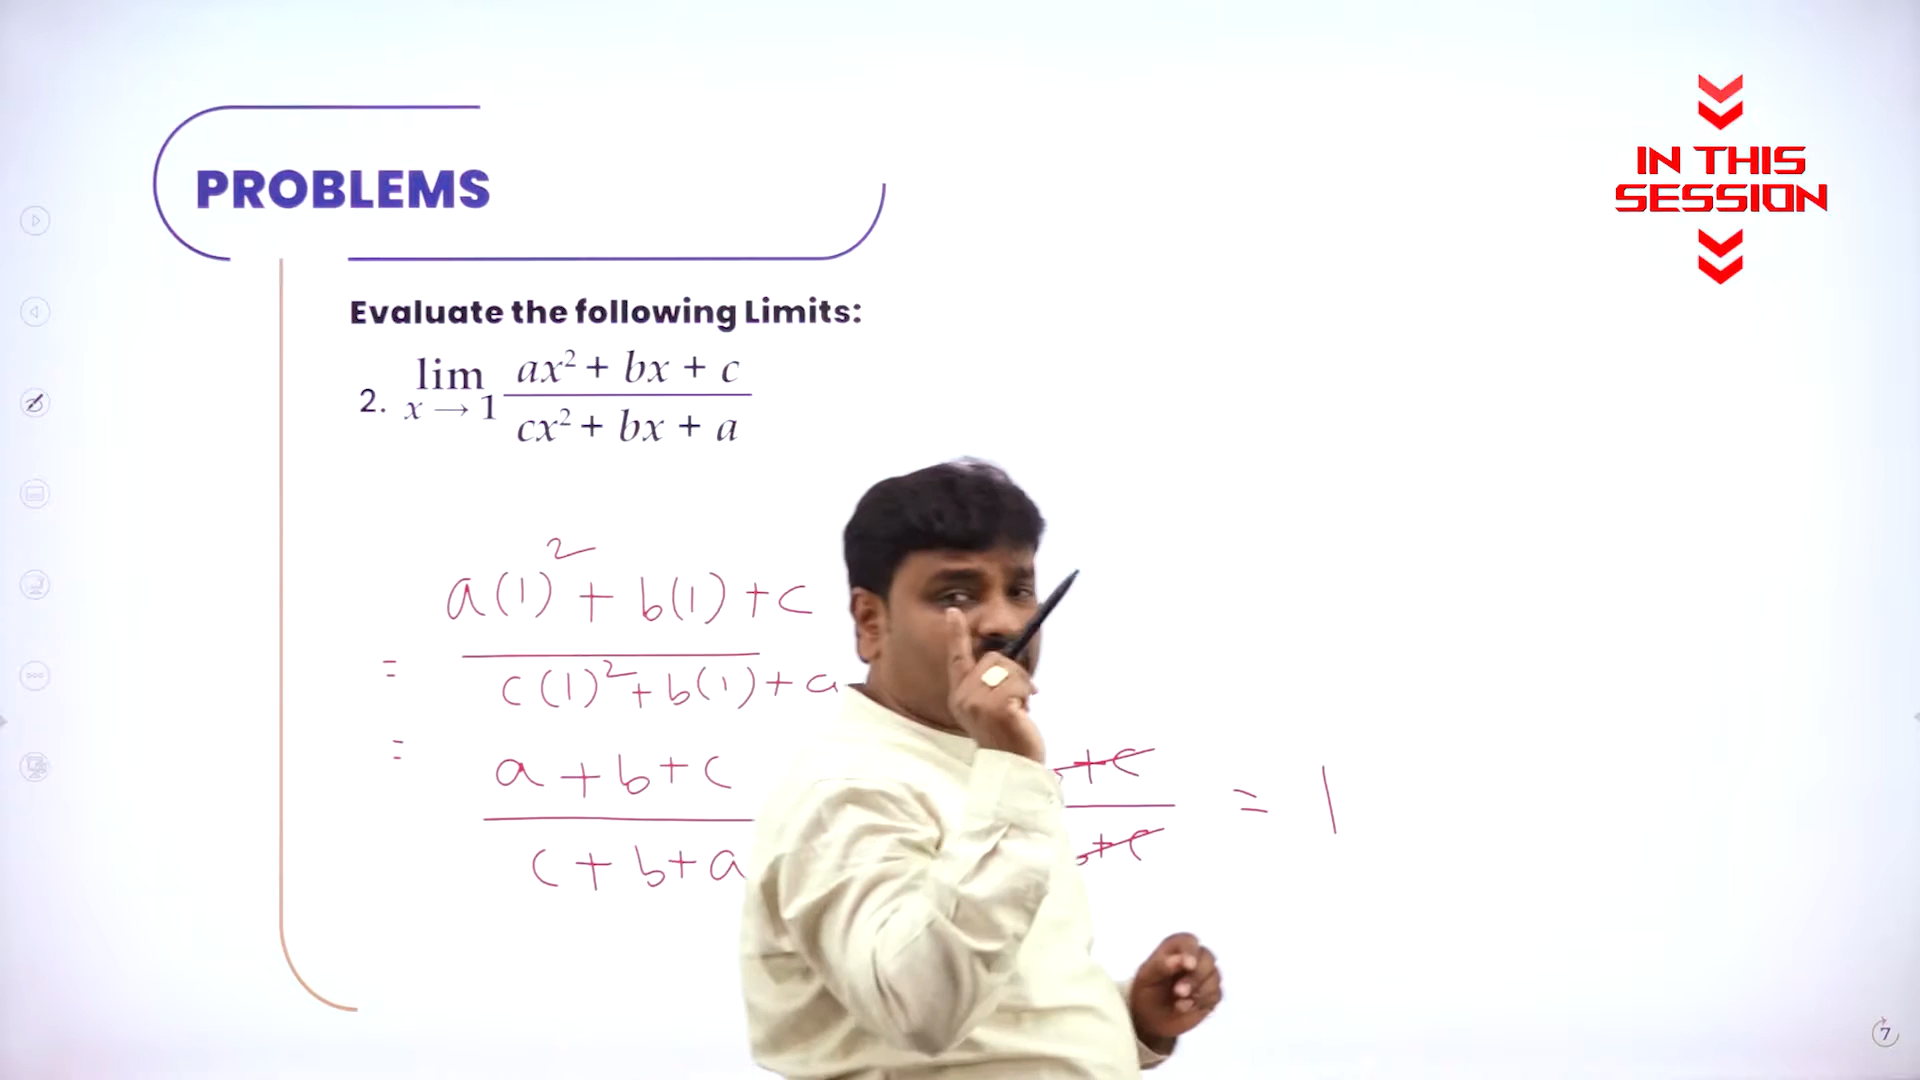 IN THIS
SESSION
PROBLEMS
Evaluate the following Limits:
2. lim x → 1 ax² + bx + c / cx² + bx + a
= a(1)² + b(1) + c
c(1)² + b(1) + a
= a + b + c
c + b + a
+c
+c
= 1
7